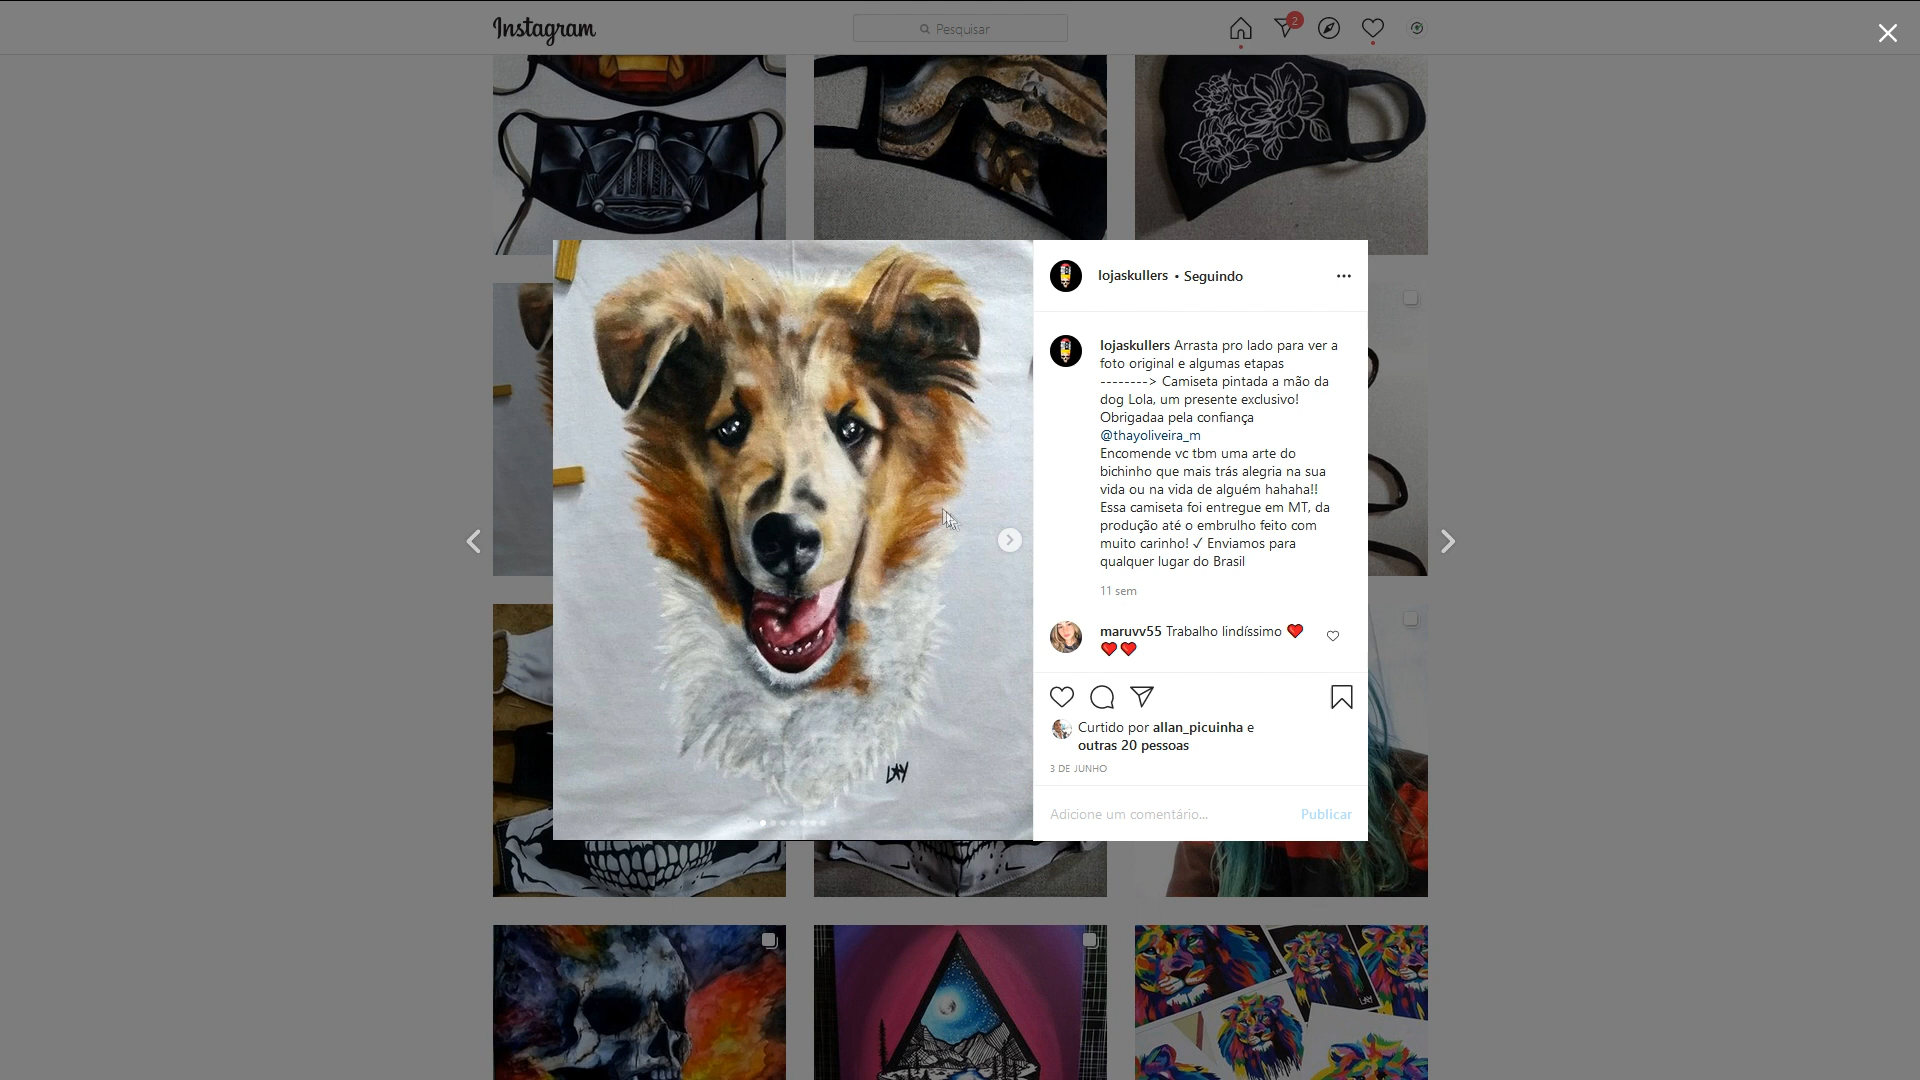 Instagram
Pesquisar
2
lojaskullers • Seguindo
lojaskullers Arrasta pro lado para ver a
foto original e algumas etapas
--------> Camiseta pintada a mão da
dog Lola, um presente exclusivo!
Obrigadaa pela confiança
@thayoliveira_m
Encomende vc tbm uma arte do
bichinho que mais trás alegria na sua
vida ou na vida de alguém hahaha!!
Essa camiseta foi entregue em MT, da
produção até o embrulho feito com
muito carinho! ✓ Enviamos para
qualquer lugar do Brasil
11 sem
maruvv55 Trabalho lindíssimo ❤️
❤️❤️
LAY
Curtido por allan_picuinha e
outras 20 pessoas
3 DE JUNHO
Adicione um comentário...
Publicar